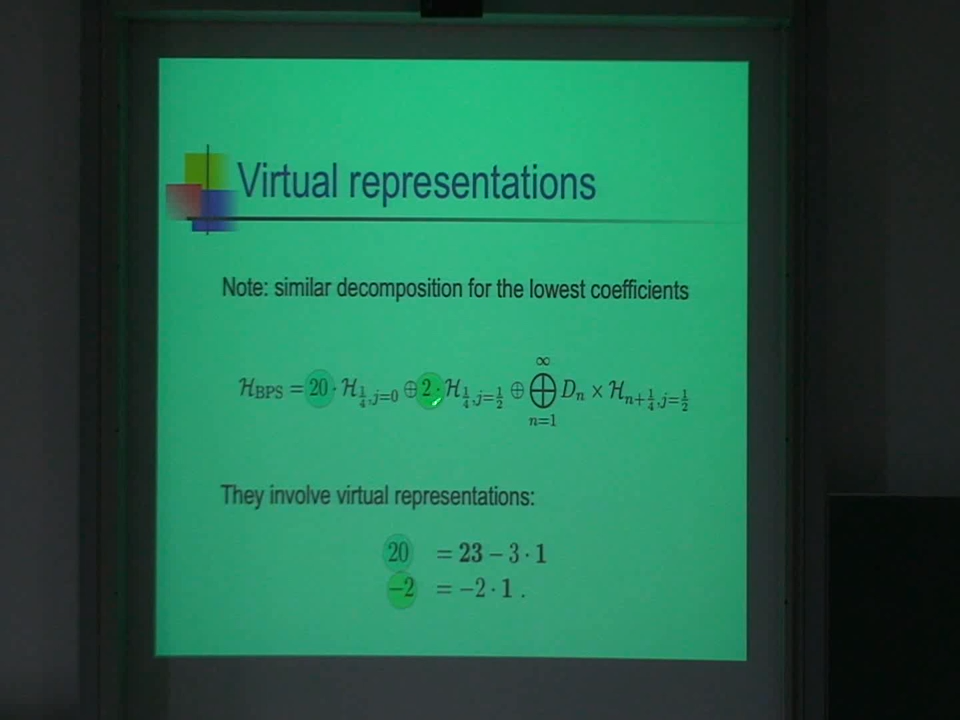 Virtual representations
Note: similar decomposition for the lowest coefficients
∞
ℋ_BPS = 20 · ℋ_{1/4, j=0} ⊕ 2 · ℋ_{1/4, j=1/2} ⊕ ⨁ D_n × ℋ_{n+1/4, j=1/2}
n=1
They involve virtual representations:
20 = 23 − 3 · 1
−2 = −2 · 1 .